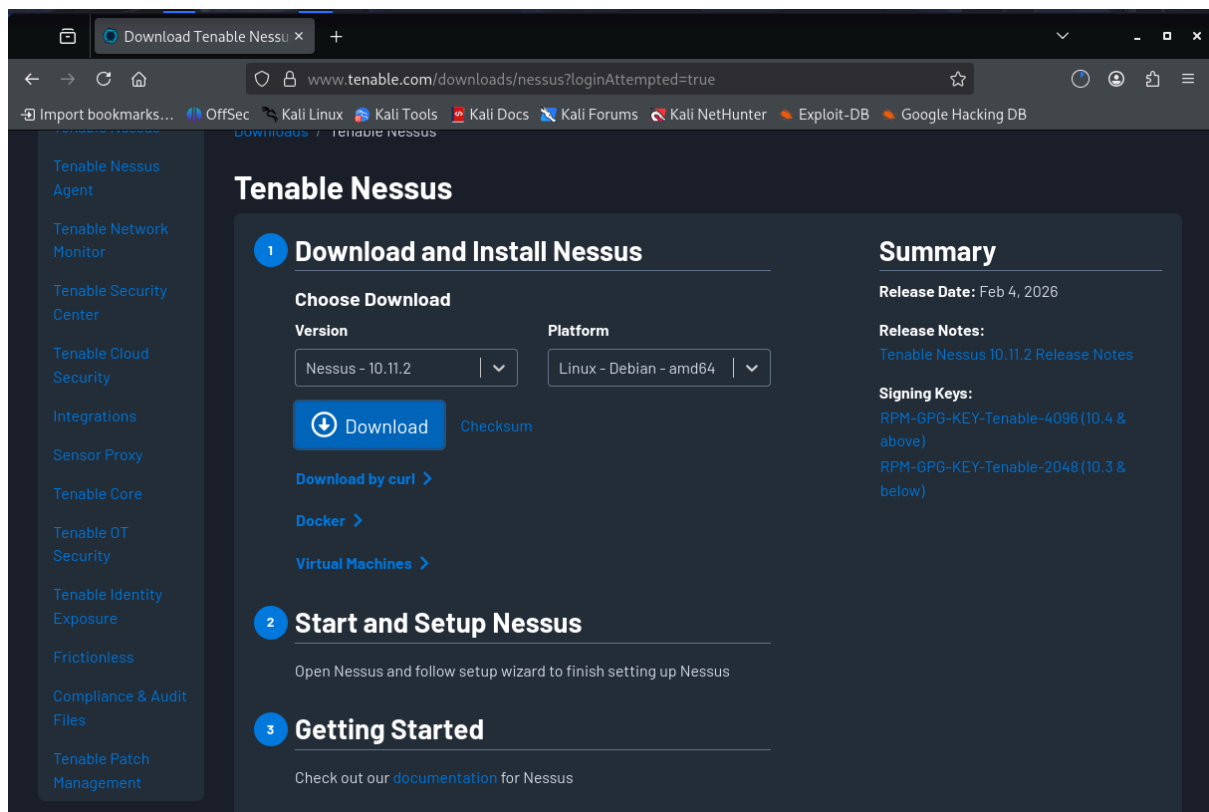 Download Tenable Nessu
www.tenable.com/downloads/nessus?loginAttempted=true
Import bookmarks... OffSec Kali Linux Kali Tools Kali Docs Kali Forums Kali NetHunter Exploit-DB Google Hacking DB
Tenable Nessus
Tenable Nessus
Agent
Tenable Network
Monitor
Tenable Security
Center
Tenable Cloud
Security
Integrations
Sensor Proxy
Tenable Core
Tenable OT
Security
Tenable Identity
Exposure
Frictionless
Compliance & Audit
Files
Tenable Patch
Management
Downloads / Tenable Nessus
Tenable Nessus
1 Download and Install Nessus
Choose Download
Version Platform
Nessus - 10.11.2 Linux - Debian - amd64
Download Checksum
Download by curl
Docker
Virtual Machines
2 Start and Setup Nessus
Open Nessus and follow setup wizard to finish setting up Nessus
3 Getting Started
Check out our documentation for Nessus
Summary
Release Date: Feb 4, 2026
Release Notes:
Tenable Nessus 10.11.2 Release Notes
Signing Keys:
RPM-GPG-KEY-Tenable-4096 (10.4 &
above)
RPM-GPG-KEY-Tenable-2048 (10.3 &
below)